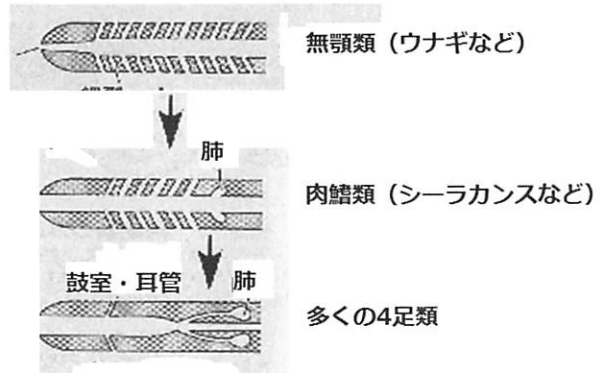 無顎類（ウナギなど）
肺
肉鰭類（シーラカンスなど）
鼓室・耳管
肺
多くの4足類